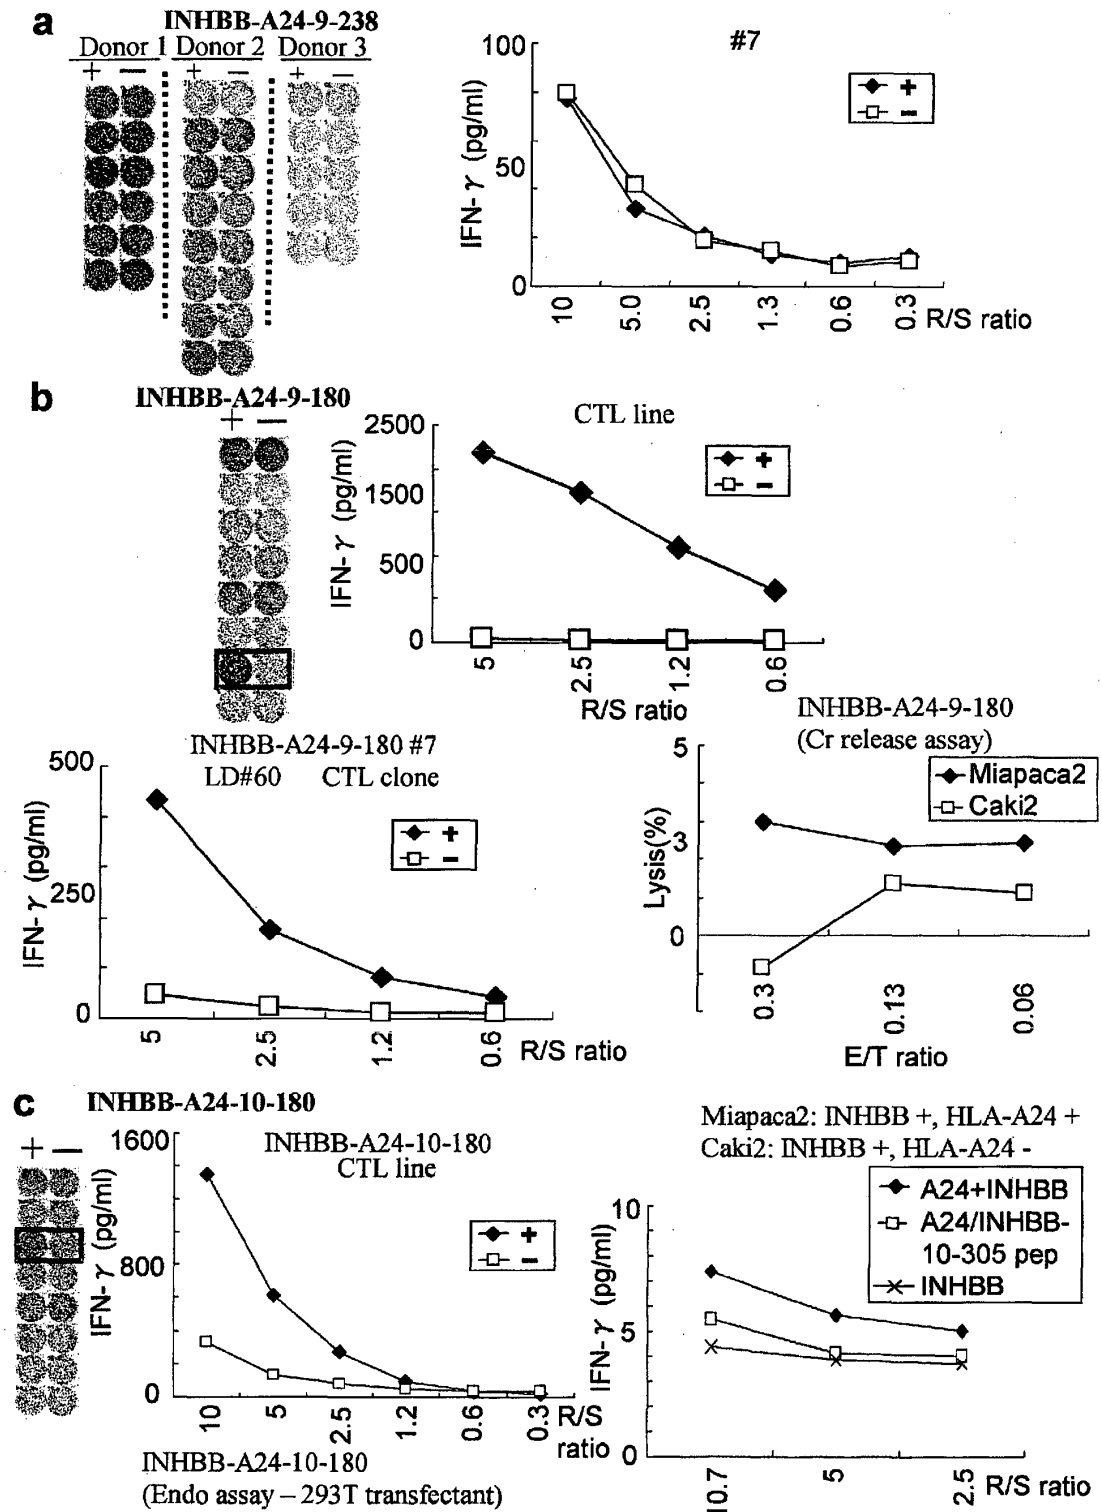 a
INHBB-A24-9-238
Donor 1 Donor 2 Donor 3
+ − + − + −
#7
IFN-γ (pg/ml)
100
50
0
+
−
10 5.0 2.5 1.3 0.6 0.3 R/S ratio
b
INHBB-A24-9-180
+ −
CTL line
IFN-γ (pg/ml)
2500
1500
500
0
+
−
5 2.5 1.2 0.6
R/S ratio
INHBB-A24-9-180 #7
LD#60 CTL clone
IFN-γ (pg/ml)
500
250
0
+
−
5 2.5 1.2 0.6 R/S ratio
INHBB-A24-9-180
(Cr release assay)
Lysis(%)
5
3
0
Miapaca2
Caki2
0.3 0.13 0.06
E/T ratio
c
INHBB-A24-10-180
+ −
INHBB-A24-10-180
CTL line
IFN-γ (pg/ml)
1600
800
0
+
−
10 5 2.5 1.2 0.6 0.3 R/S
ratio
INHBB-A24-10-180
(Endo assay – 293T transfectant)
Miapaca2: INHBB +, HLA-A24 +
Caki2: INHBB +, HLA-A24 -
IFN-γ (pg/ml)
10
5
0
A24+INHBB
A24/INHBB-
10-305 pep
INHBB
10.7 5 2.5 R/S ratio